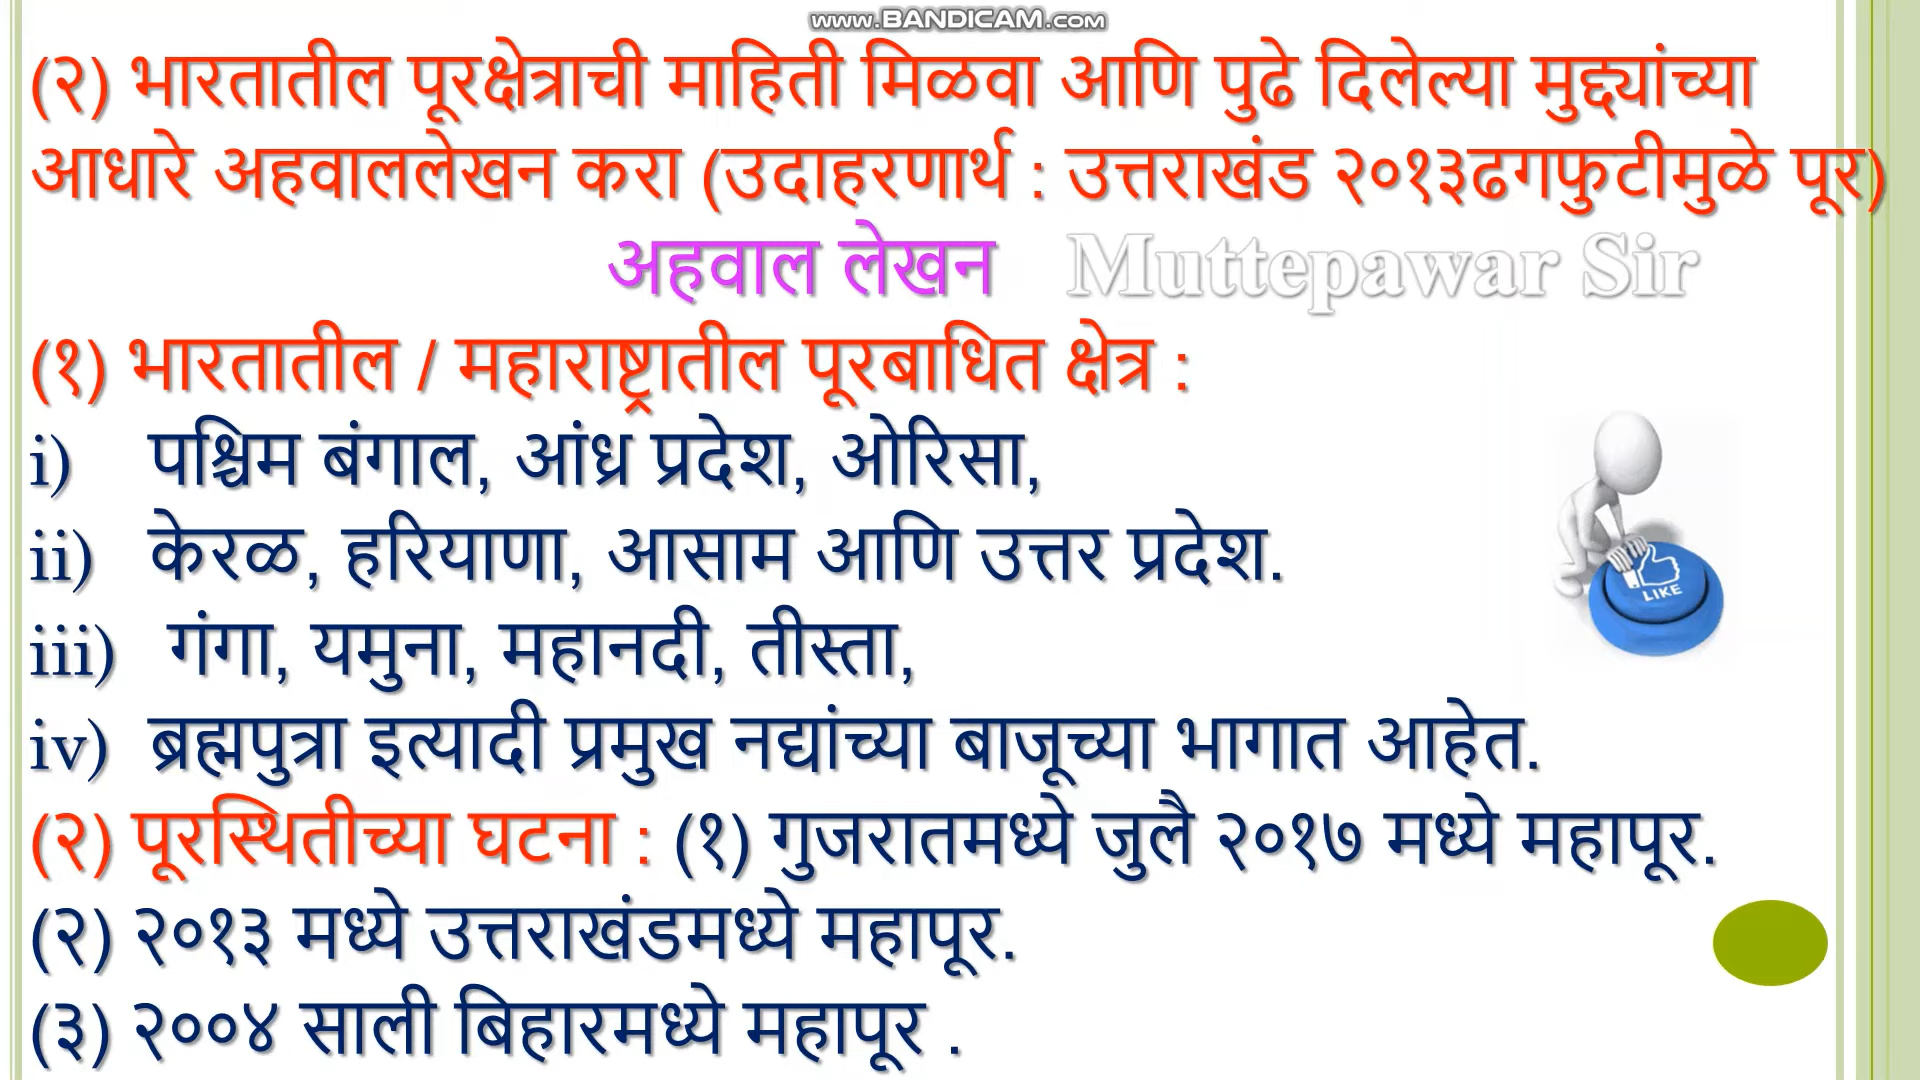 www.BANDICAM.com
(२) भारतातील पूरक्षेत्राची माहिती मिळवा आणि पुढे दिलेल्या मुद्द्यांच्या
आधारे अहवाललेखन करा (उदाहरणार्थ : उत्तराखंड २०१३ढगफुटीमुळे पूर)
अहवाल लेखन Muttepawar Sir
(१) भारतातील / महाराष्ट्रातील पूरबाधित क्षेत्र :
i) पश्चिम बंगाल, आंध्र प्रदेश, ओरिसा,
ii) केरळ, हरियाणा, आसाम आणि उत्तर प्रदेश.
iii) गंगा, यमुना, महानदी, तीस्ता,
LIKE
iv) ब्रह्मपुत्रा इत्यादी प्रमुख नद्यांच्या बाजूच्या भागात आहेत.
(२) पूरस्थितीच्या घटना : (१) गुजरातमध्ये जुलै २०१७ मध्ये महापूर.
(२) २०१३ मध्ये उत्तराखंडमध्ये महापूर.
(३) २००४ साली बिहारमध्ये महापूर .